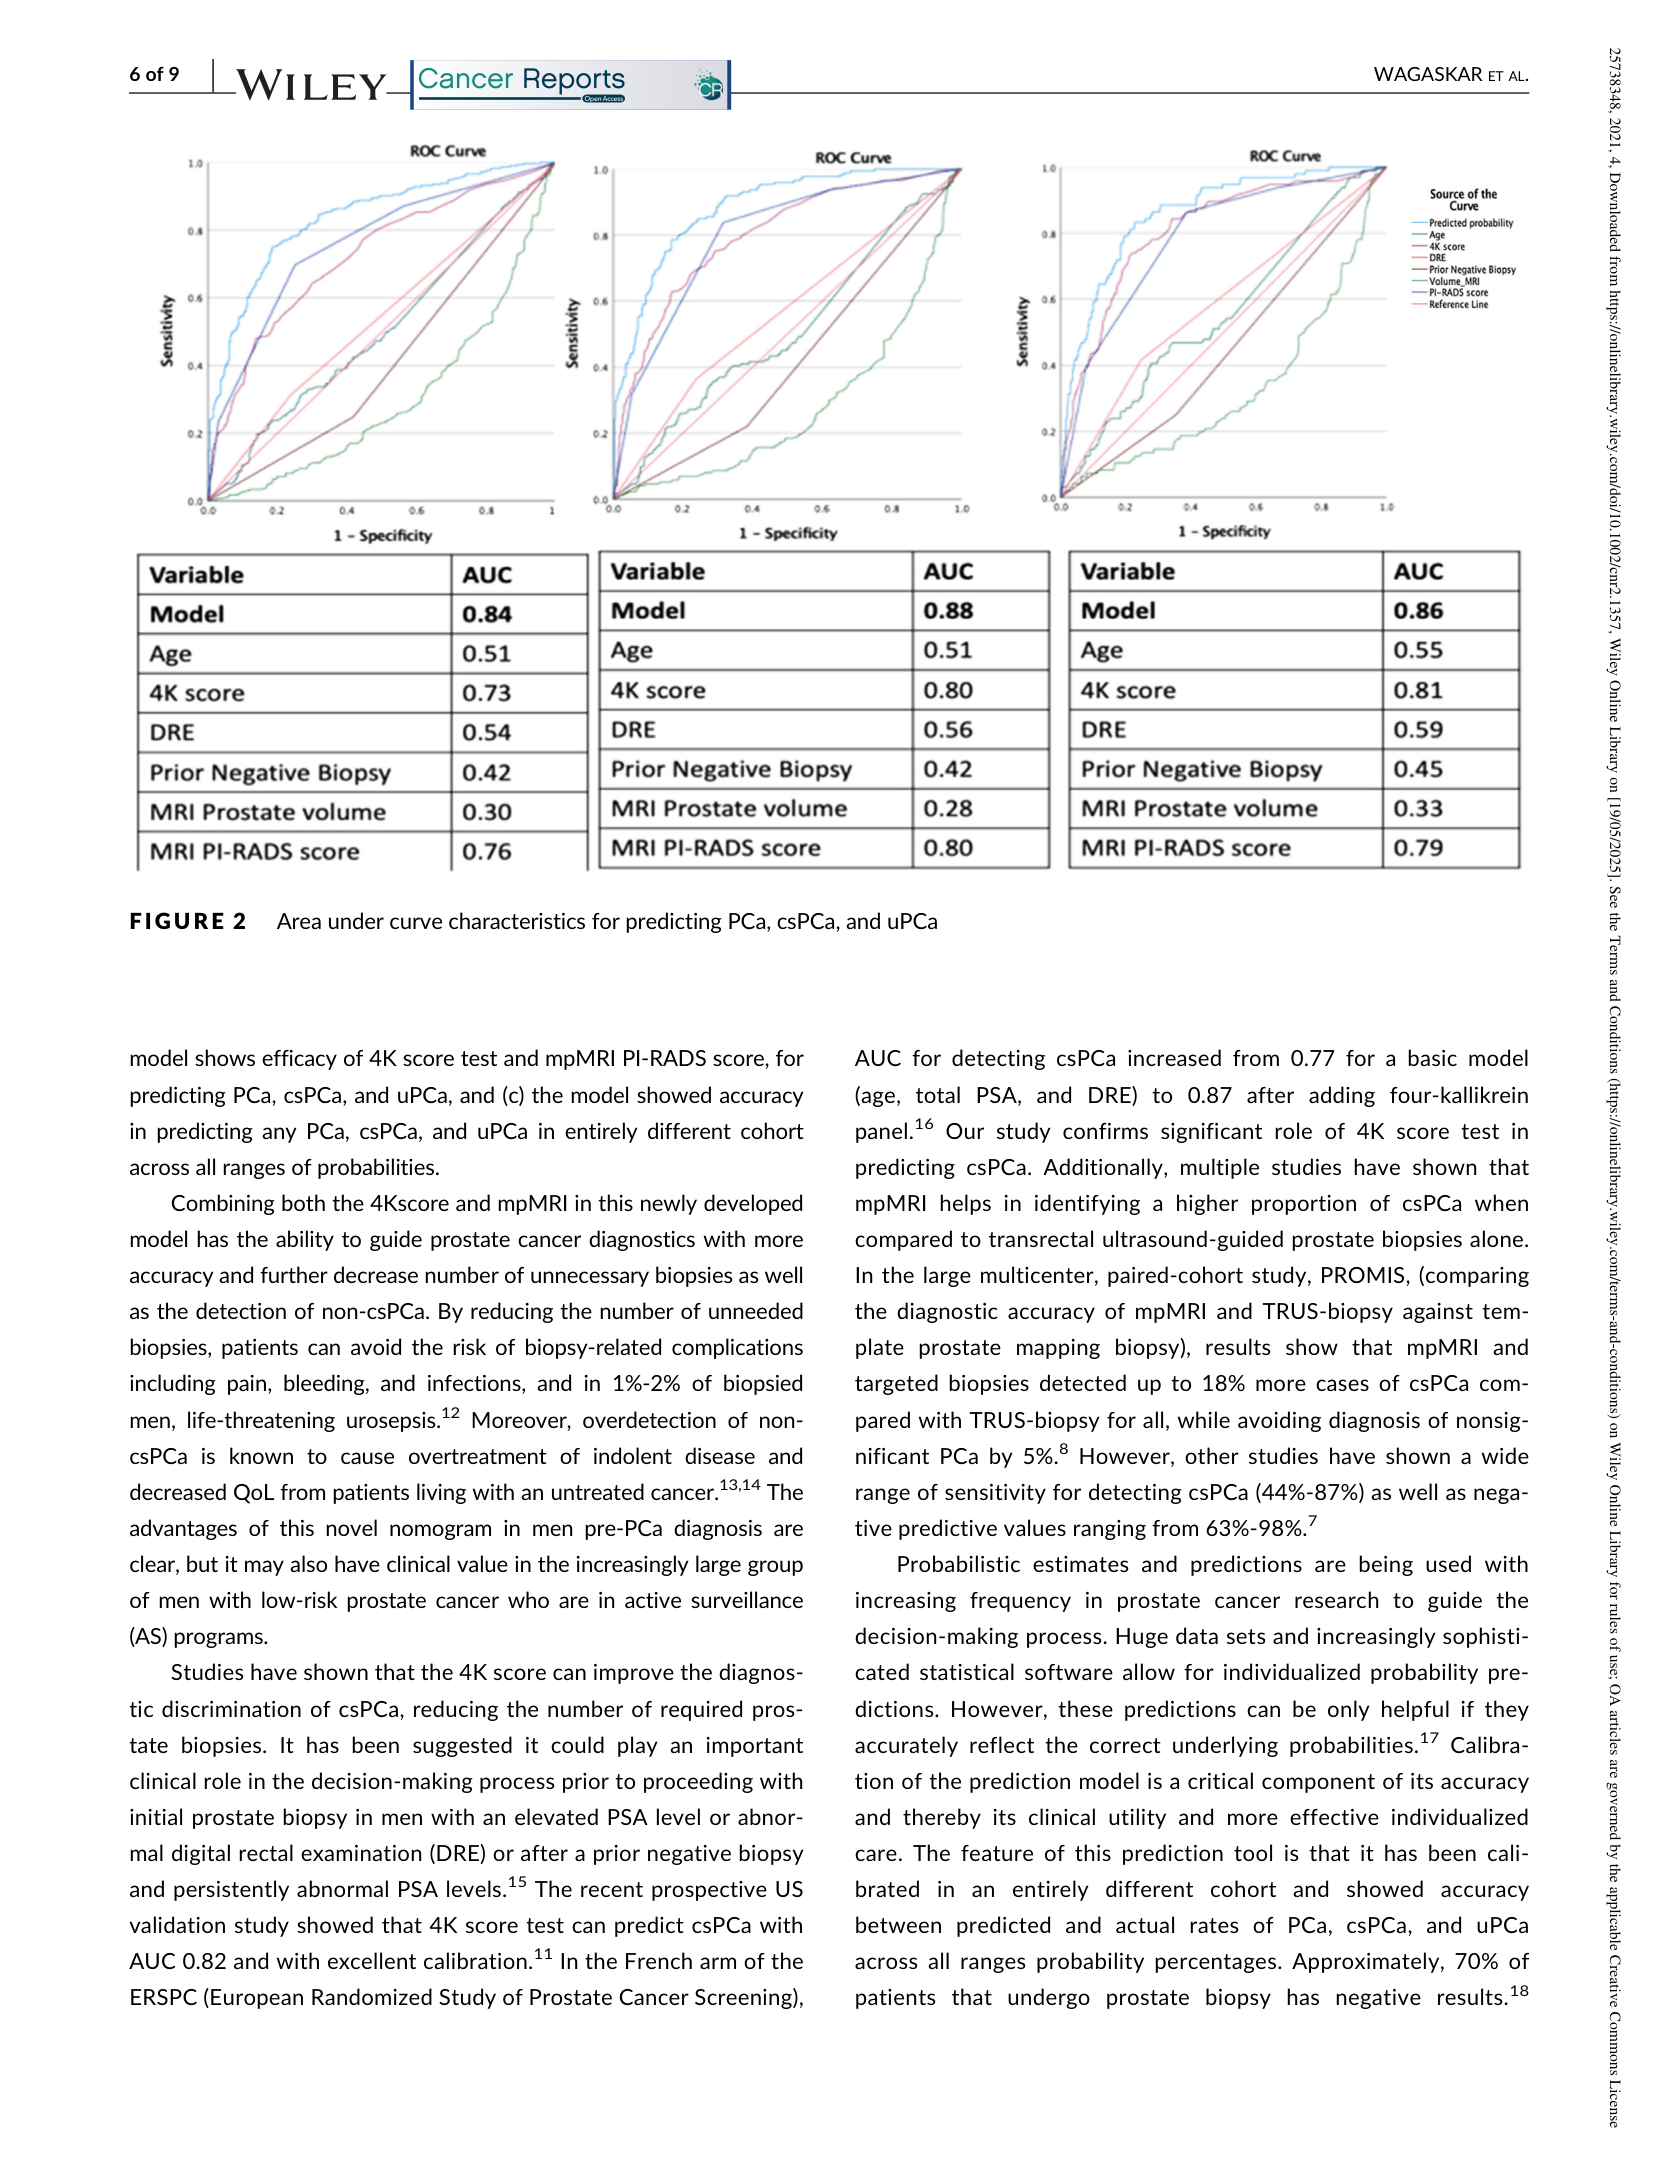 6 of 9
WILEY
Cancer Reports
Open Access
CR
WAGASKAR ET AL.
ROC Curve
1.0
0.8
0.6
0.4
0.2
0.0
Sensitivity
0.0 0.2 0.4 0.6 0.8 1
1 - Specificity
ROC Curve
1.0
0.8
0.6
0.4
0.2
0.0
Sensitivity
0.0 0.2 0.4 0.6 0.8 1.0
1 - Specificity
ROC Curve
1.0
0.8
0.6
0.4
0.2
0.0
Sensitivity
0.0 0.2 0.4 0.6 0.8 1.0
1 - Specificity
Source of the
Curve
Predicted probability
Age
4K score
DRE
Prior Negative Biopsy
Volume_MRI
PI-RADS score
Reference Line
Variable AUC
Model 0.84
Age 0.51
4K score 0.73
DRE 0.54
Prior Negative Biopsy 0.42
MRI Prostate volume 0.30
MRI PI-RADS score 0.76
Variable AUC
Model 0.88
Age 0.51
4K score 0.80
DRE 0.56
Prior Negative Biopsy 0.42
MRI Prostate volume 0.28
MRI PI-RADS score 0.80
Variable AUC
Model 0.86
Age 0.55
4K score 0.81
DRE 0.59
Prior Negative Biopsy 0.45
MRI Prostate volume 0.33
MRI PI-RADS score 0.79
FIGURE 2 Area under curve characteristics for predicting PCa, csPCa, and uPCa
model shows efficacy of 4K score test and mpMRI PI-RADS score, for
predicting PCa, csPCa, and uPCa, and (c) the model showed accuracy
in predicting any PCa, csPCa, and uPCa in entirely different cohort
across all ranges of probabilities.
Combining both the 4Kscore and mpMRI in this newly developed
model has the ability to guide prostate cancer diagnostics with more
accuracy and further decrease number of unnecessary biopsies as well
as the detection of non-csPCa. By reducing the number of unneeded
biopsies, patients can avoid the risk of biopsy-related complications
including pain, bleeding, and infections, and in 1%-2% of biopsied
men, life-threatening urosepsis.12 Moreover, overdetection of non-
csPCa is known to cause overtreatment of indolent disease and
decreased QoL from patients living with an untreated cancer.13,14 The
advantages of this novel nomogram in men pre-PCa diagnosis are
clear, but it may also have clinical value in the increasingly large group
of men with low-risk prostate cancer who are in active surveillance
(AS) programs.
Studies have shown that the 4K score can improve the diagnos-
tic discrimination of csPCa, reducing the number of required pros-
tate biopsies. It has been suggested it could play an important
clinical role in the decision-making process prior to proceeding with
initial prostate biopsy in men with an elevated PSA level or abnor-
mal digital rectal examination (DRE) or after a prior negative biopsy
and persistently abnormal PSA levels.15 The recent prospective US
validation study showed that 4K score test can predict csPCa with
AUC 0.82 and with excellent calibration.11 In the French arm of the
ERSPC (European Randomized Study of Prostate Cancer Screening),
AUC for detecting csPCa increased from 0.77 for a basic model
(age, total PSA, and DRE) to 0.87 after adding four-kallikrein
panel.16 Our study confirms significant role of 4K score test in
predicting csPCa. Additionally, multiple studies have shown that
mpMRI helps in identifying a higher proportion of csPCa when
compared to transrectal ultrasound-guided prostate biopsies alone.
In the large multicenter, paired-cohort study, PROMIS, (comparing
the diagnostic accuracy of mpMRI and TRUS-biopsy against tem-
plate prostate mapping biopsy), results show that mpMRI and
targeted biopsies detected up to 18% more cases of csPCa com-
pared with TRUS-biopsy for all, while avoiding diagnosis of nonsig-
nificant PCa by 5%.8 However, other studies have shown a wide
range of sensitivity for detecting csPCa (44%-87%) as well as nega-
tive predictive values ranging from 63%-98%.7
Probabilistic estimates and predictions are being used with
increasing frequency in prostate cancer research to guide the
decision-making process. Huge data sets and increasingly sophisti-
cated statistical software allow for individualized probability pre-
dictions. However, these predictions can be only helpful if they
accurately reflect the correct underlying probabilities.17 Calibra-
tion of the prediction model is a critical component of its accuracy
and thereby its clinical utility and more effective individualized
care. The feature of this prediction tool is that it has been cali-
brated in an entirely different cohort and showed accuracy
between predicted and actual rates of PCa, csPCa, and uPCa
across all ranges probability percentages. Approximately, 70% of
patients that undergo prostate biopsy has negative results.18
25738348, 2021, 4, Downloaded from https://onlinelibrary.wiley.com/doi/10.1002/cnr2.1357, Wiley Online Library on [19/05/2025]. See the Terms and Conditions (https://onlinelibrary.wiley.com/terms-and-conditions) on Wiley Online Library for rules of use; OA articles are governed by the applicable Creative Commons License